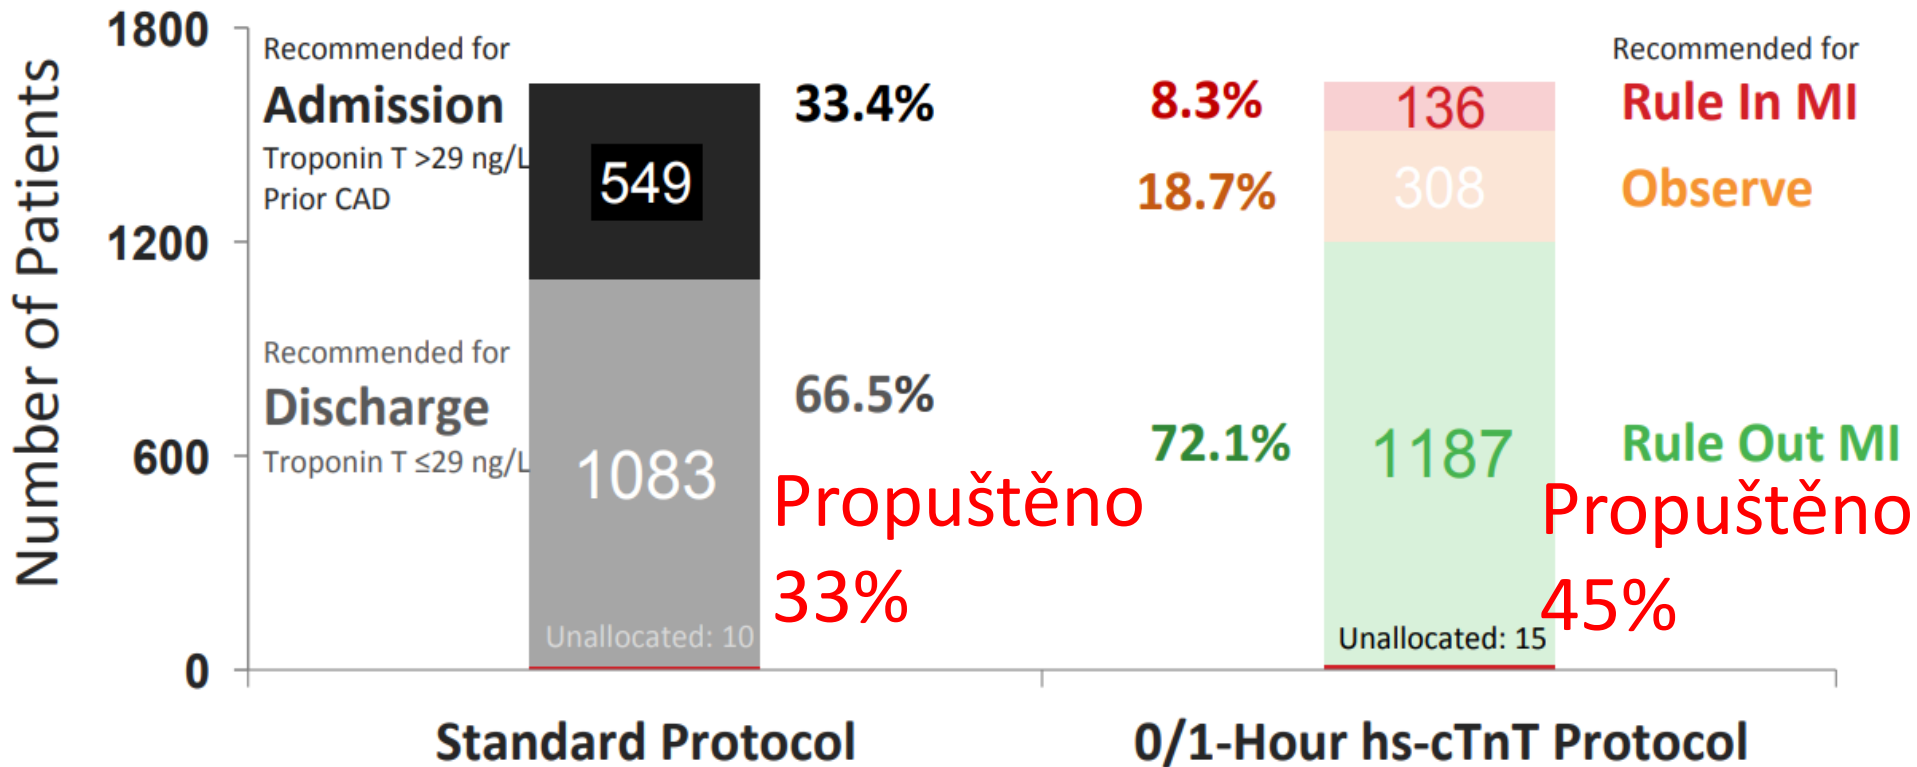 Number of Patients
1800
1200
600
0
Recommended for
Admission
Troponin T >29 ng/L
Prior CAD
549
33.4%
Recommended for
Discharge
Troponin T ≤29 ng/L
1083
66.5%
Propuštěno
33%
Unallocated: 10
Standard Protocol
Recommended for
8.3%
136
Rule In MI
18.7%
308
Observe
72.1%
1187
Rule Out MI
Propuštěno
45%
Unallocated: 15
0/1-Hour hs-cTnT Protocol